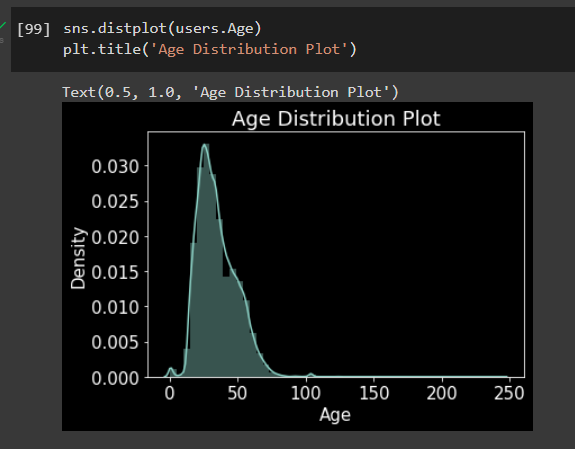 [99] sns.distplot(users.Age)
plt.title('Age Distribution Plot')
Text(0.5, 1.0, 'Age Distribution Plot')
Age Distribution Plot
0.030
0.025
0.020
0.015
0.010
0.005
0.000
Density
0 50 100 150 200 250
Age